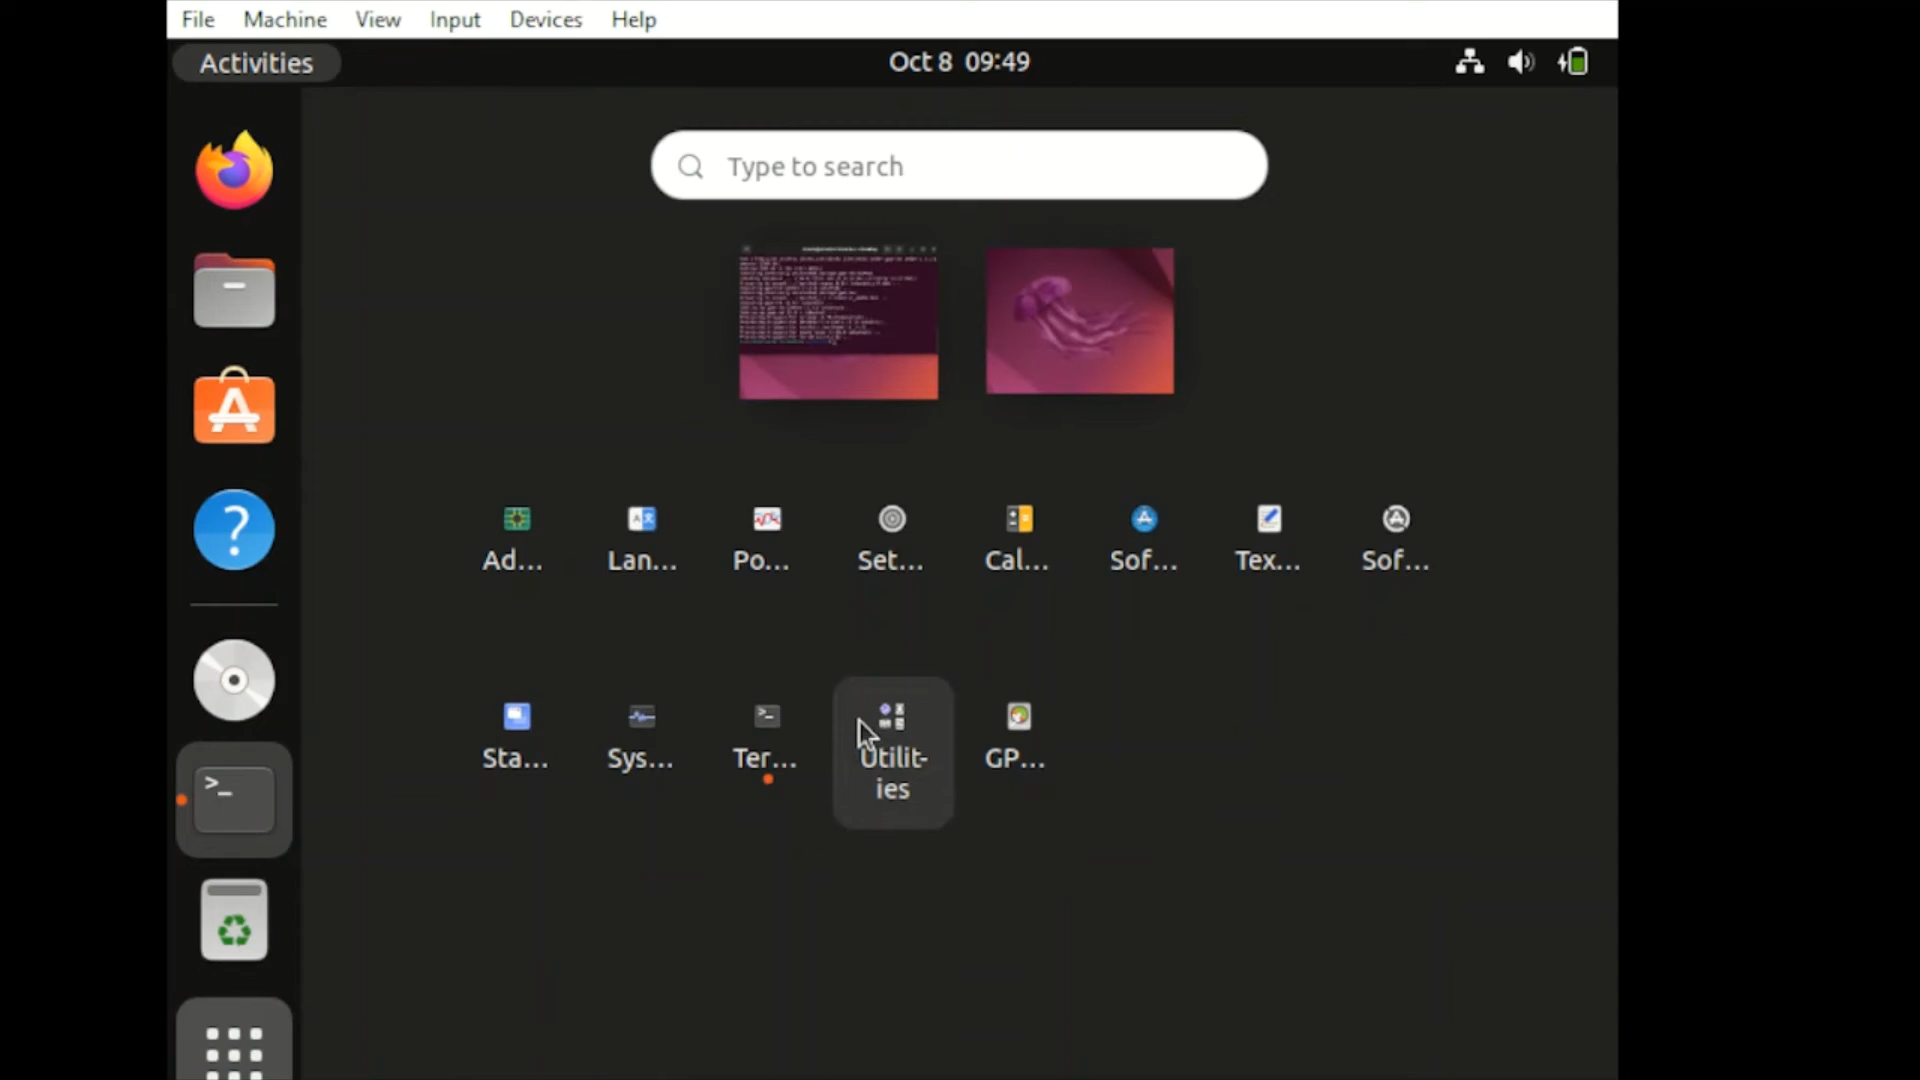 File Machine View Input Devices Help
Activities Oct 8 09:49
Type to search
Ad... Lan... Po... Set... Cal... Sof... Tex... Sof...
Sta... Sys... Ter... Utilit-
ies GP...